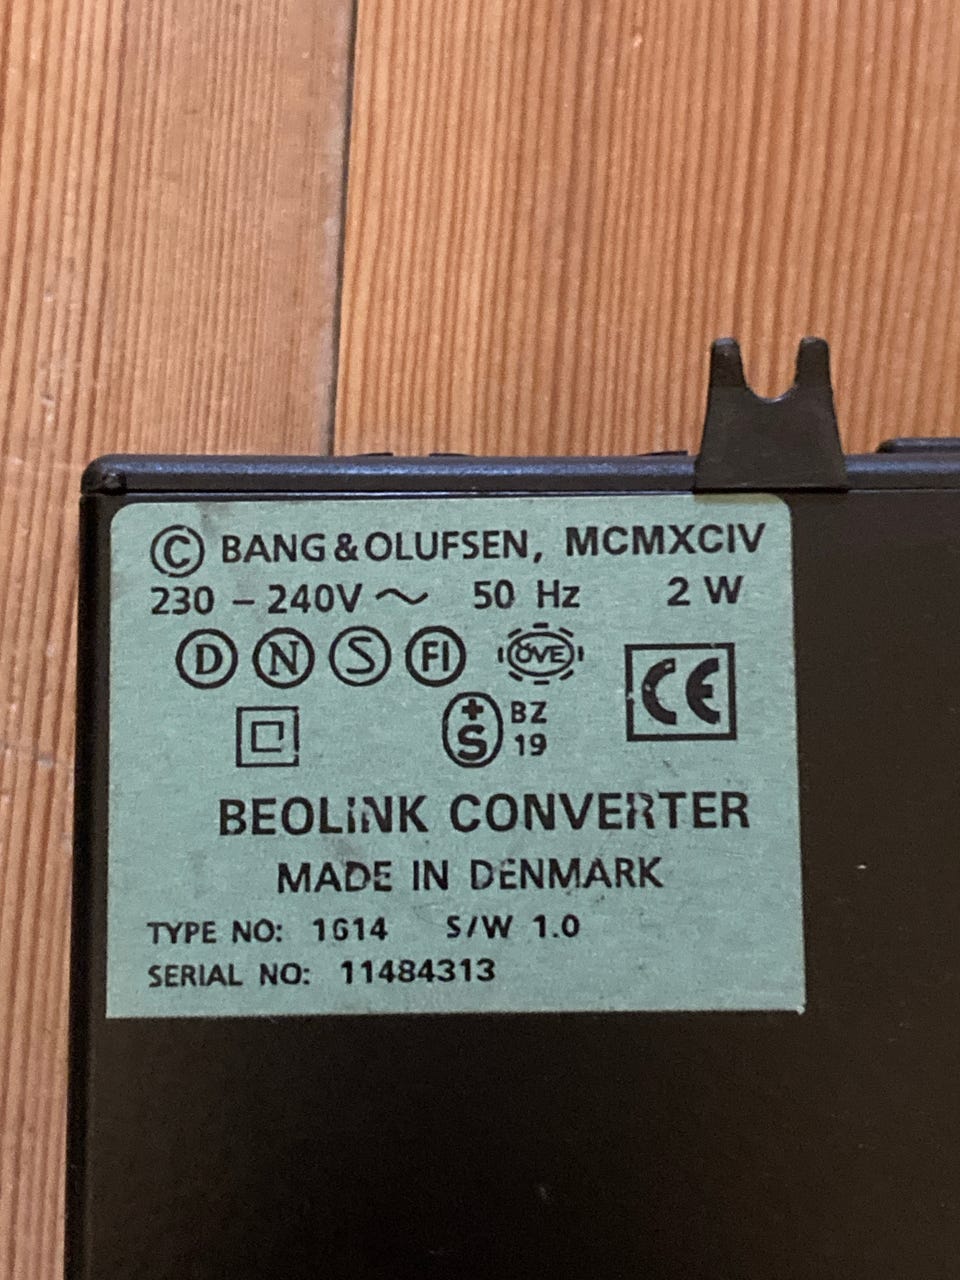 © BANG & OLUFSEN, MCMXCIV
230 – 240V ~ 50 Hz 2 W
D N S FI ÖVE CE
+S BZ 19
BEOLINK CONVERTER
MADE IN DENMARK
TYPE NO: 1614 S/W 1.0
SERIAL NO: 11484313